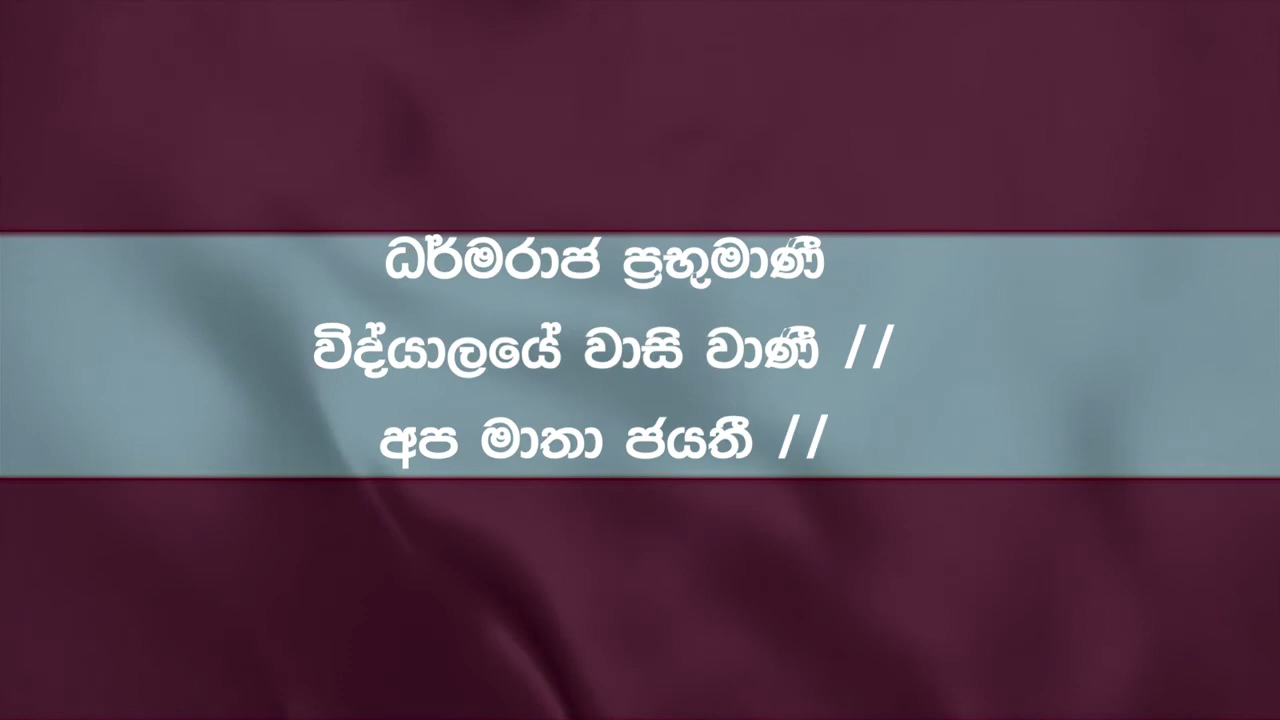 ධර්මරාජ ප්‍රභූමාණී
විද්යාලයේ වාසි වාණී //
අප මාතා ජයතී //